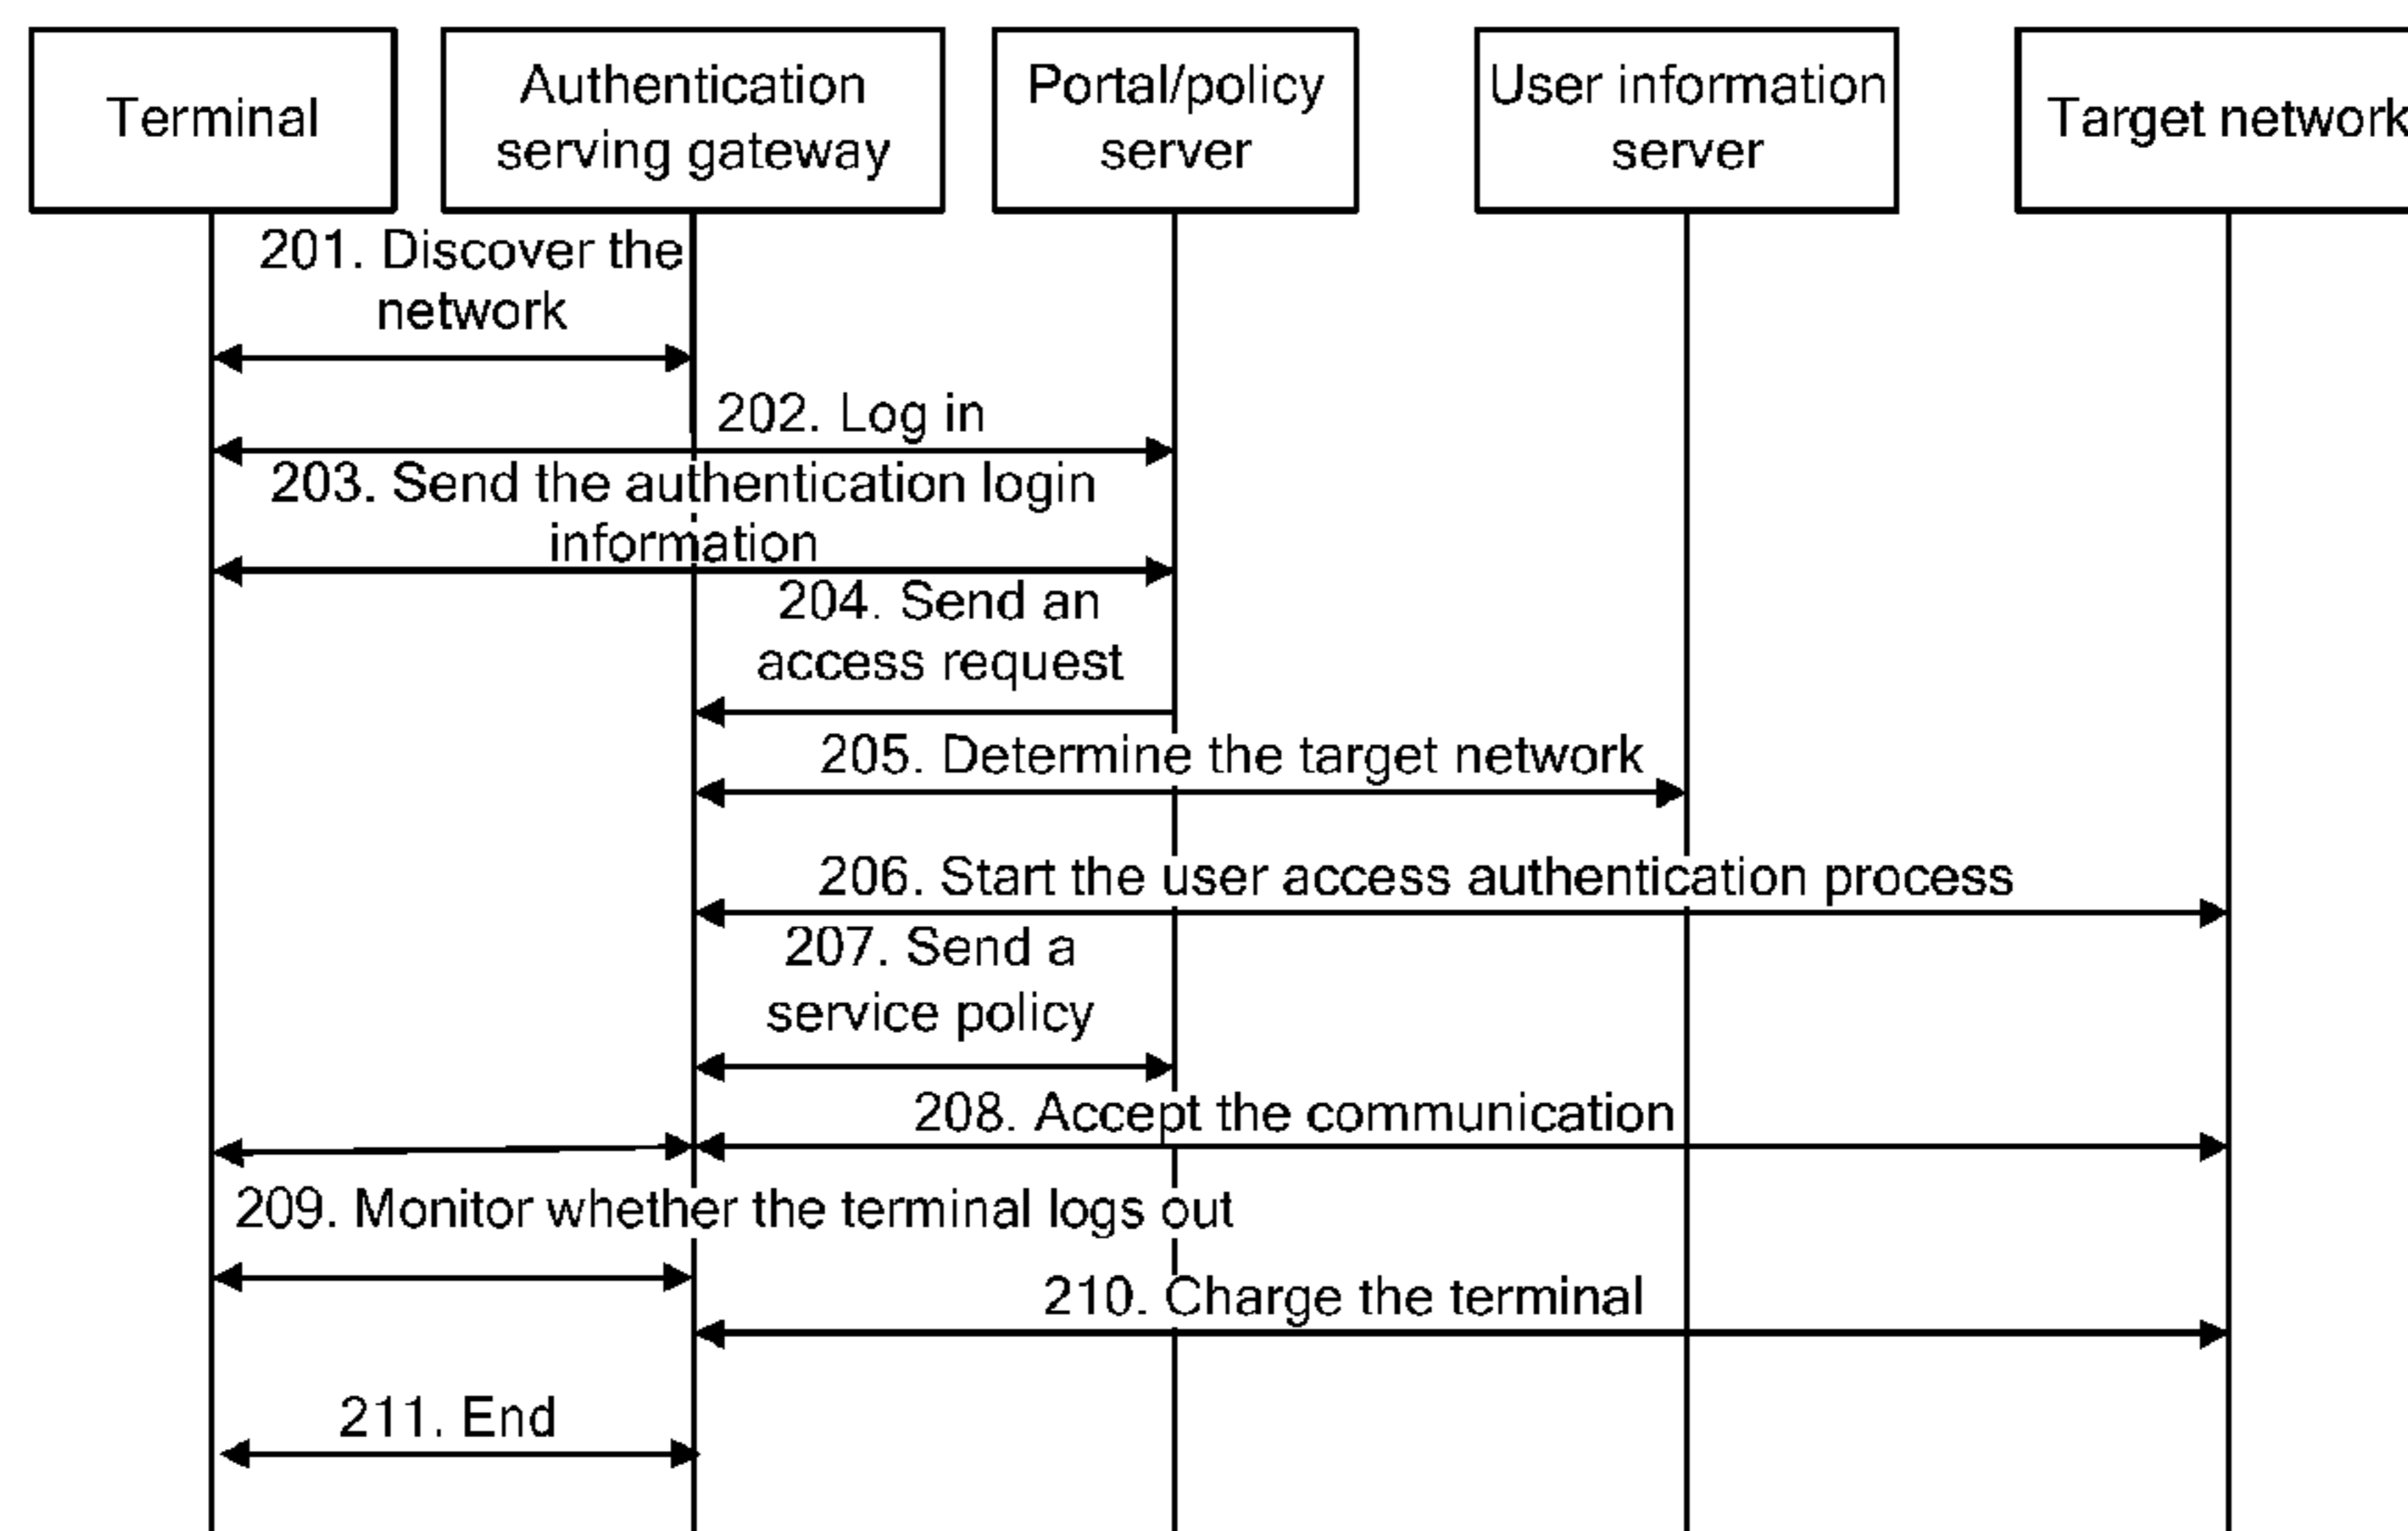 Terminal
Authentication
serving gateway
Portal/policy
server
User information
server
Target network
201. Discover the
network
202. Log in
203. Send the authentication login
information
204. Send an
access request
205. Determine the target network
206. Start the user access authentication process
207. Send a
service policy
208. Accept the communication
209. Monitor whether the terminal logs out
210. Charge the terminal
211. End